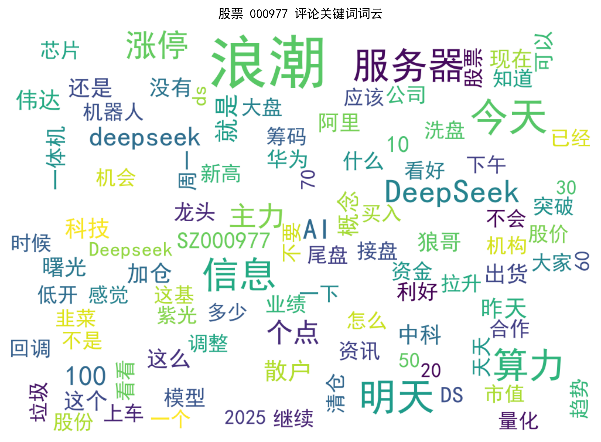 股票 000977 评论关键词词云
芯片
涨停
浪潮
服务器
股票
现在
可以
知道
伟达
还是
没有
ds
就是
大盘
应该
公司
今天
已经
机器人
deepseek
一体机
周一
筹码
阿里
10
洗盘
机会
新高
华为
什么
看好
下午
30
70
DeepSeek
突破
科技
龙头
主力
AI
概念
买入
不会
股价
时候
Deepseek
SZ000977
不要
尾盘
接盘
狼哥
机构
大家
60
曙光
加仓
信息
资金
拉升
出货
低开
感觉
这基
紫光
多少
业绩
一下
利好
昨天
合作
韭菜
不是
个点
怎么
中科
天天
回调
这么
调整
散户
资讯
50
20
算力
100
看看
模型
清仓
明天
DS
市值
趋势
垃圾
这个
股份
上车
一个
2025
继续
量化